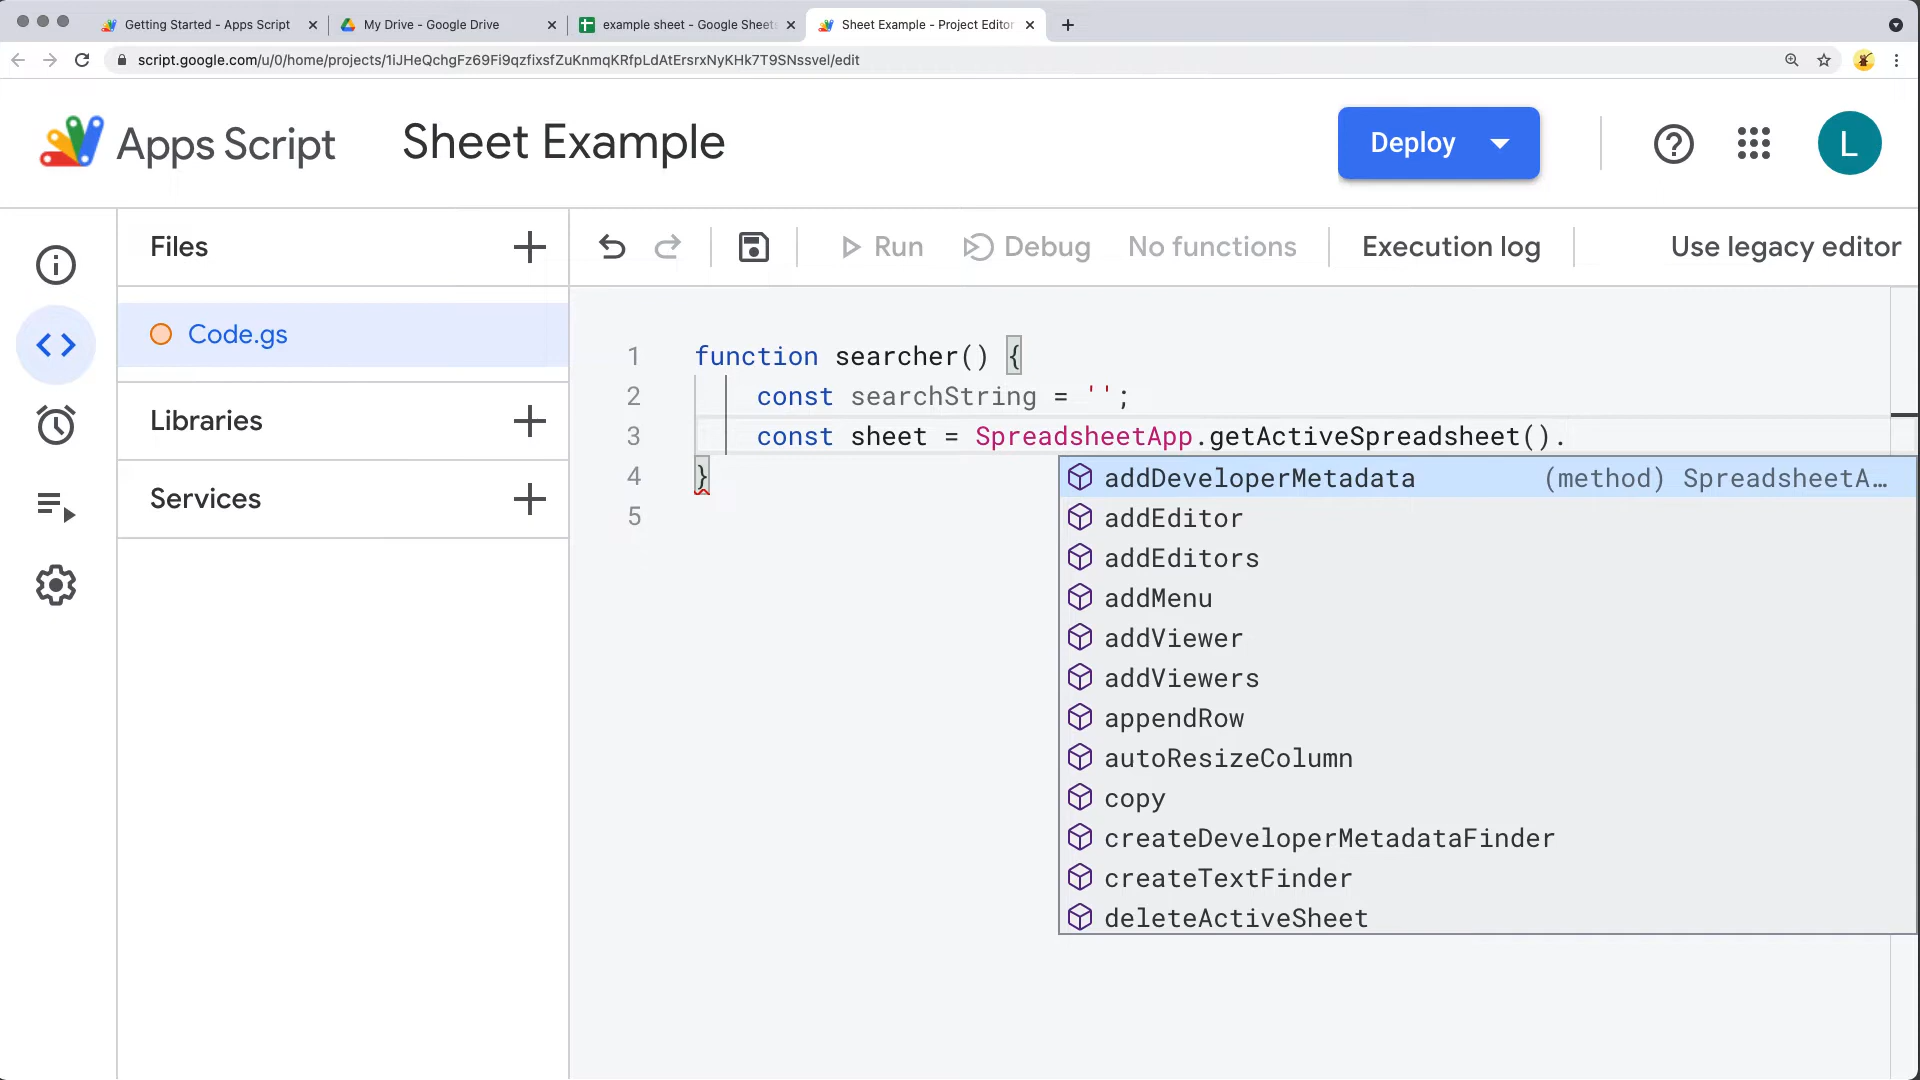 Getting Started - Apps Script
My Drive - Google Drive
example sheet - Google Sheets
Sheet Example - Project Editor
script.google.com/u/0/home/projects/1iJHeQchgFz69Fi9qzfixsfZuKnmqKRfpLdAtErsrxNyKHk7T9SNssvel/edit
Apps Script
Sheet Example
Deploy
L
Files
Run
Debug
No functions
Execution log
Use legacy editor
Code.gs
Libraries
Services
1 function searcher() {
2 const searchString = '';
3 const sheet = SpreadsheetApp.getActiveSpreadsheet().
4 }
5
addDeveloperMetadata (method) SpreadsheetA…
addEditor
addEditors
addMenu
addViewer
addViewers
appendRow
autoResizeColumn
copy
createDeveloperMetadataFinder
createTextFinder
deleteActiveSheet